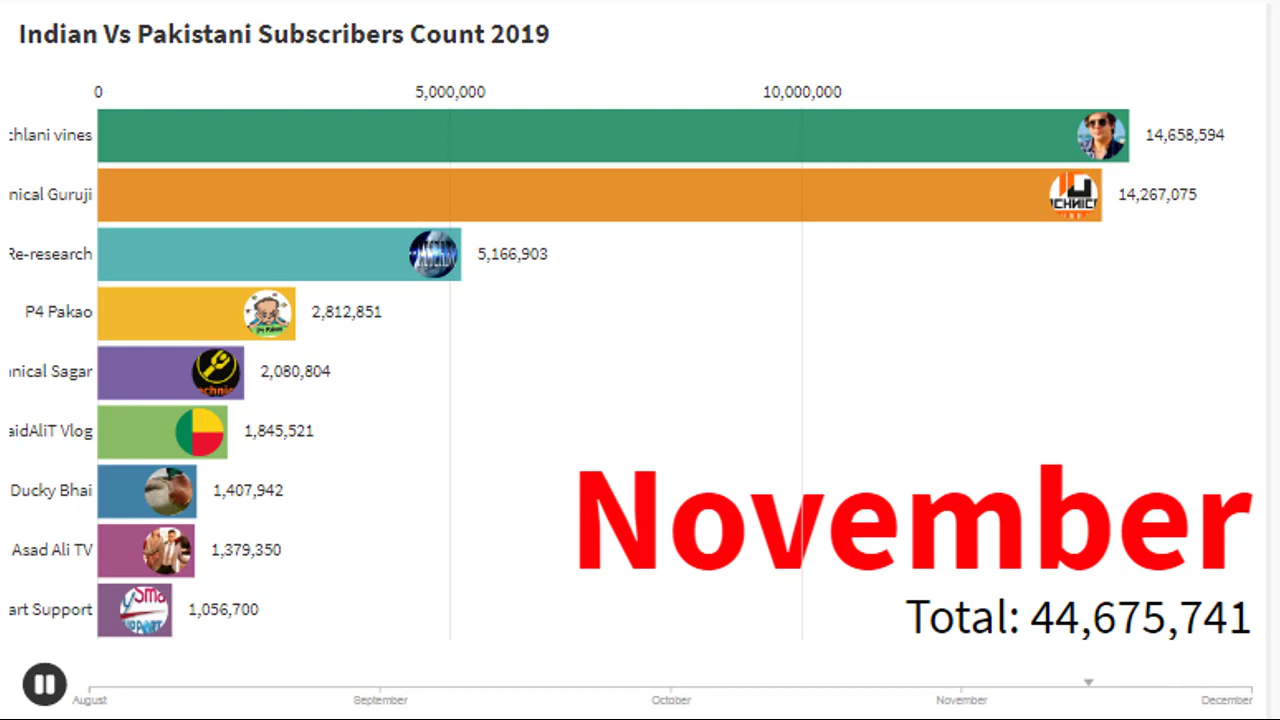 Indian Vs Pakistani Subscribers Count 2019
0 5,000,000 10,000,000
chlani vines 14,658,594
nical Guruji 14,267,075
Re-research 5,166,903
P4 Pakao 2,812,851
nical Sagar 2,080,804
aidAliT Vlog 1,845,521
Ducky Bhai 1,407,942
Asad Ali TV 1,379,350
art Support 1,056,700
November
Total: 44,675,741
August September October November December